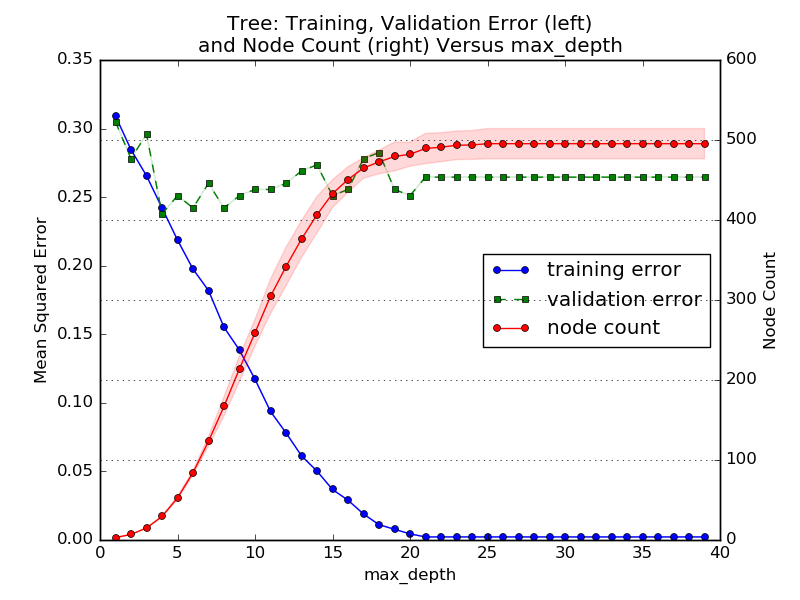 Tree: Training, Validation Error (left)
and Node Count (right) Versus max_depth
0.35
0.30
0.25
0.20
0.15
0.10
0.05
0.00
Mean Squared Error
600
500
400
300
200
100
0
Node Count
training error
validation error
node count
0 5 10 15 20 25 30 35 40
max_depth